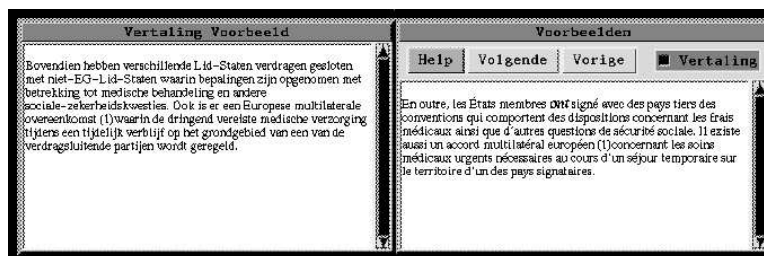 Vertaling Voorbeeld
Bovendien hebben verschillende Lid-Staten verdragen gesloten
met niet-EG-Lid-Staten waarin bepalingen zijn opgenomen met
betrekking tot medische behandeling en andere
sociale-zekerheidskwesties. Ook is er een Europese multilaterale
overeenkomst (1)waarin de dringend vereiste medische verzorging
tijdens een tijdelijk verblijf op het grondgebied van een van de
verdragsluitende partijen wordt geregeld.
Voorbeelden
Help Volgende Vorige Vertaling
En outre, les États membres ont signé avec des pays tiers des
conventions qui comportent des dispositions concernant les frais
médicaux ainsi que d'autres questions de sécurité sociale. Il existe
aussi un accord multilatéral européen (1)concernant les soins
médicaux urgents nécessaires au cours d'un séjour temporaire sur
le territoire d'un des pays signataires.